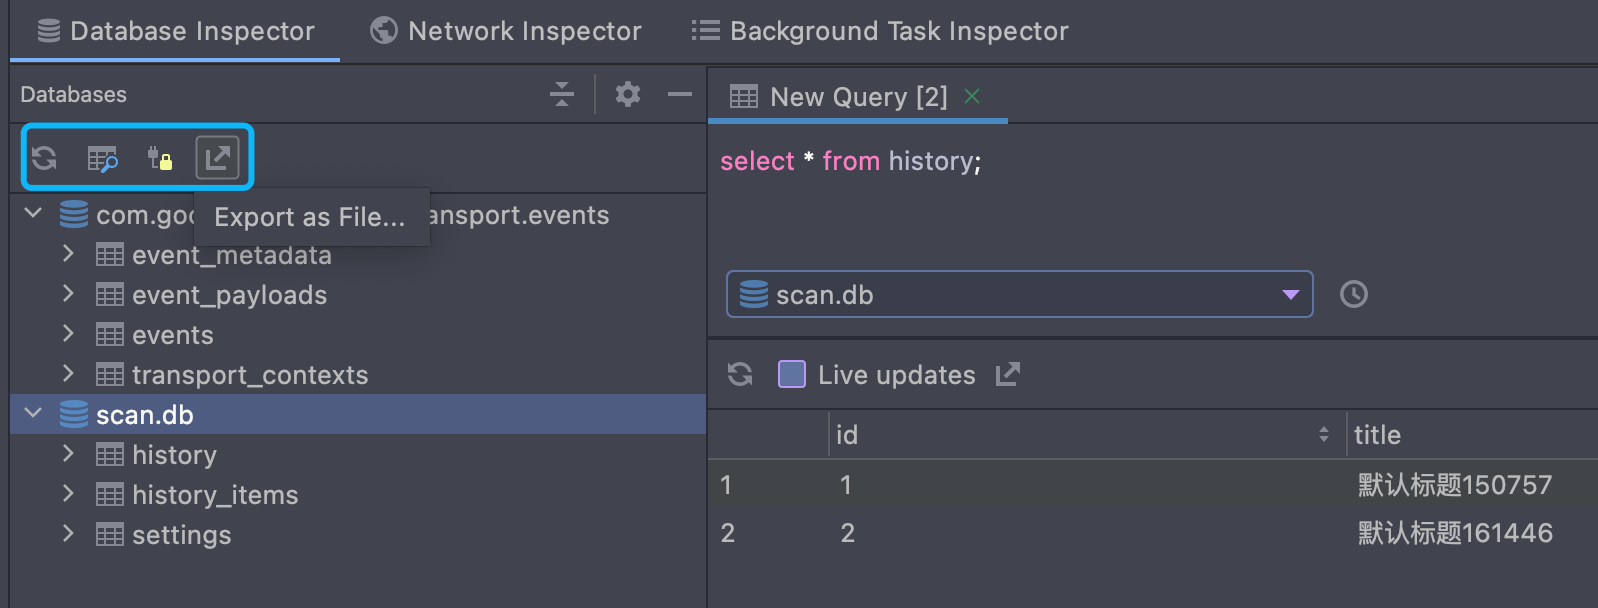 Database Inspector
Network Inspector
Background Task Inspector
Databases
New Query [2]
select * from history;
Export as File...
com.goo
ansport.events
event_metadata
event_payloads
events
transport_contexts
scan.db
history
history_items
settings
scan.db
Live updates
id title
1 1 默认标题150757
2 2 默认标题161446